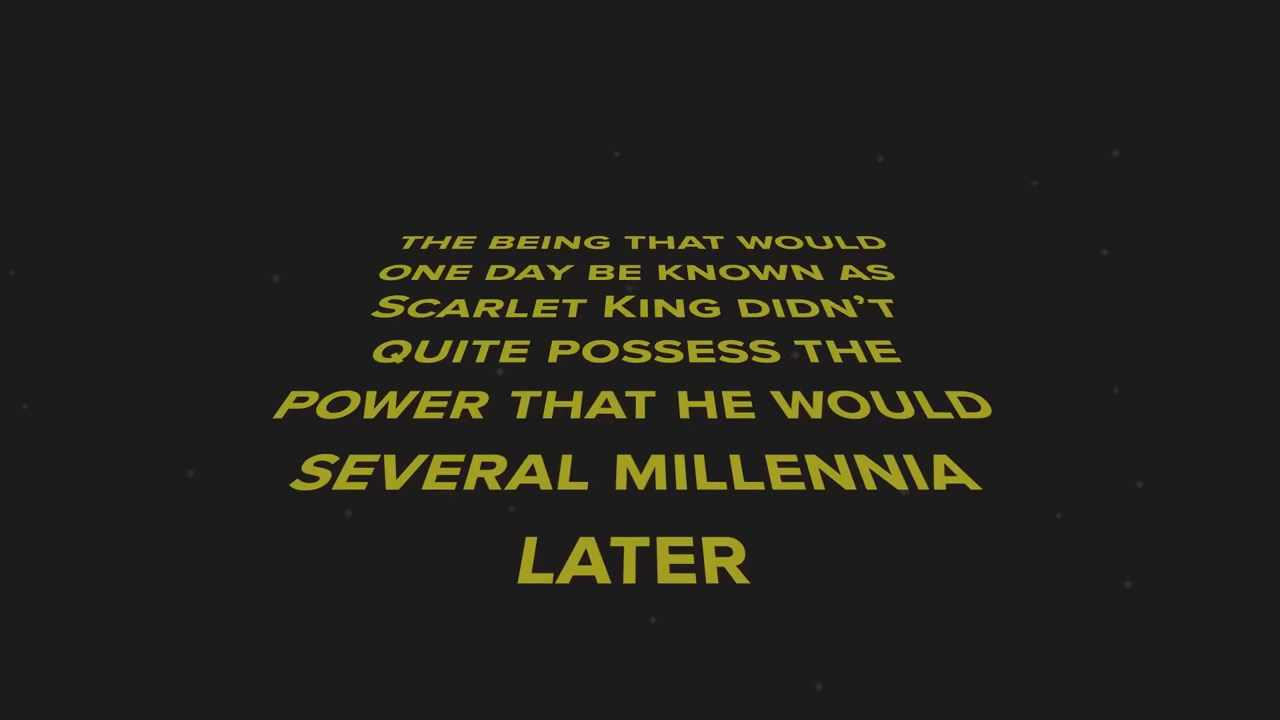 THE BEING THAT WOULD
ONE DAY BE KNOWN AS
SCARLET KING DIDN’T
QUITE POSSESS THE
POWER THAT HE WOULD
SEVERAL MILLENNIA
LATER